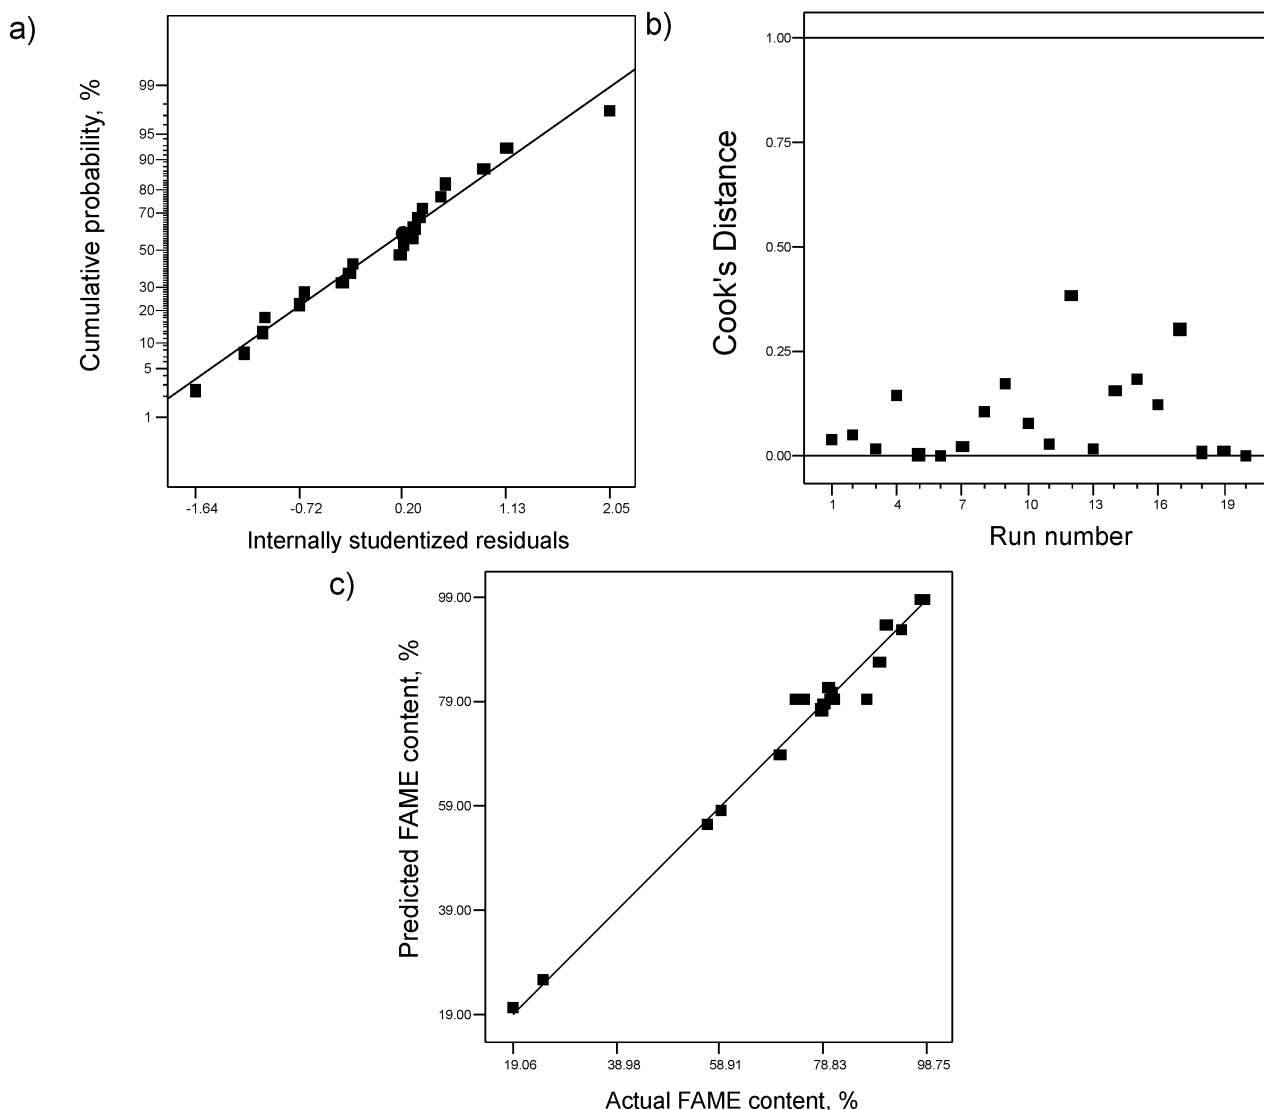 a)
Cumulative probability, %
99
95
90
80
70
50
30
20
10
5
1
-1.64 -0.72 0.20 1.13 2.05
Internally studentized residuals
b)
Cook's Distance
1.00
0.75
0.50
0.25
0.00
1 4 7 10 13 16 19
Run number
c)
Predicted FAME content, %
99.00
79.00
59.00
39.00
19.00
19.06 38.98 58.91 78.83 98.75
Actual FAME content, %